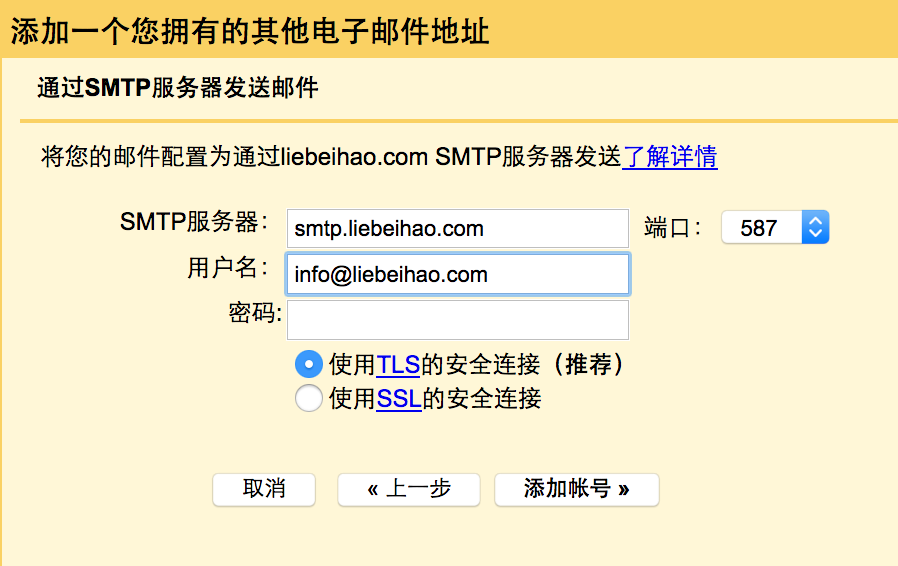 添加一个您拥有的其他电子邮件地址
通过SMTP服务器发送邮件
将您的邮件配置为通过liebeihao.com SMTP服务器发送了解详情
SMTP服务器： smtp.liebeihao.com 端口： 587
用户名： info@liebeihao.com
密码:
使用TLS的安全连接（推荐）
使用SSL的安全连接
取消 « 上一步 添加帐号 »